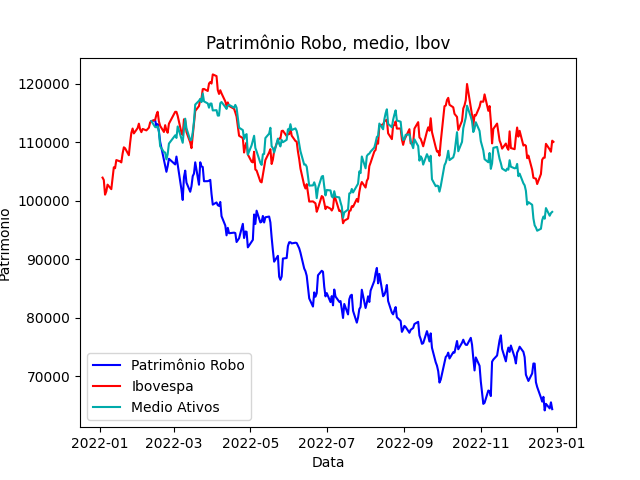 Patrimônio Robo, medio, Ibov
120000
110000
100000
90000
80000
70000
Patrimonio
Patrimônio Robo
Ibovespa
Medio Ativos
2022-01
2022-03
2022-05
2022-07
2022-09
2022-11
2023-01
Data